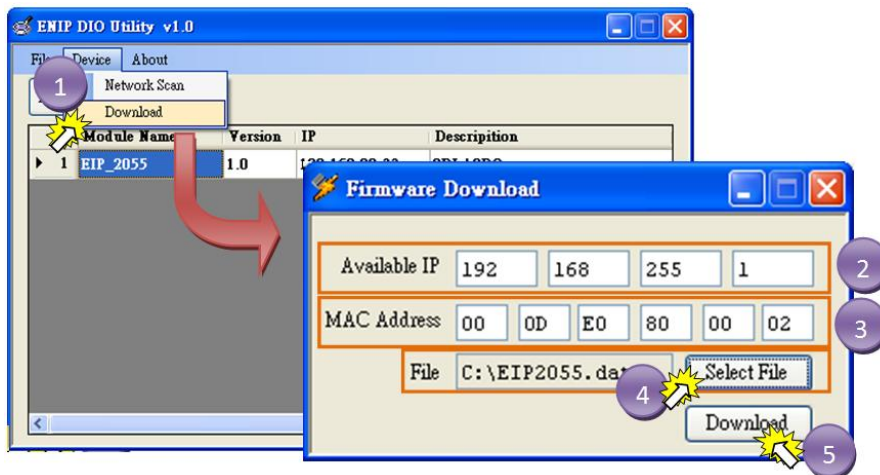 ENIP DIO Utility v1.0
Device About
1
Network Scan
Download
Module Name Version IP Descripition
1 EIP_2055 1.0
Firmware Download
Available IP 192 168 255 1 2
MAC Address 00 0D E0 80 00 02 3
File C:\EIP2055.dat Select File
4
Download
5